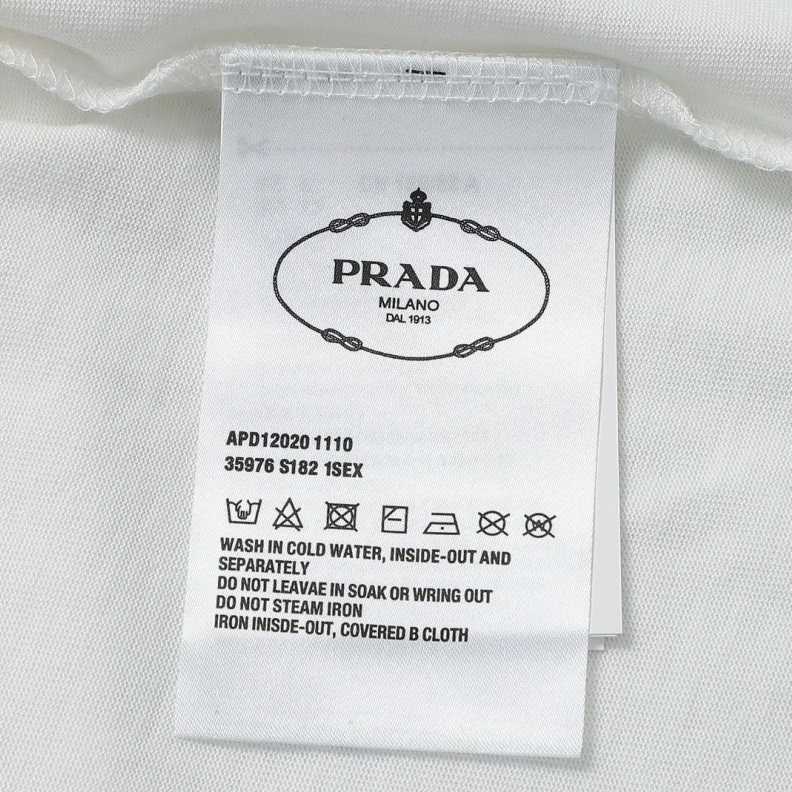 PRADA
MILANO
DAL 1913
APD12020 1110
35976 S182 1SEX
WASH IN COLD WATER, INSIDE-OUT AND
SEPARATELY
DO NOT LEAVAE IN SOAK OR WRING OUT
DO NOT STEAM IRON
IRON INISDE-OUT, COVERED B CLOTH